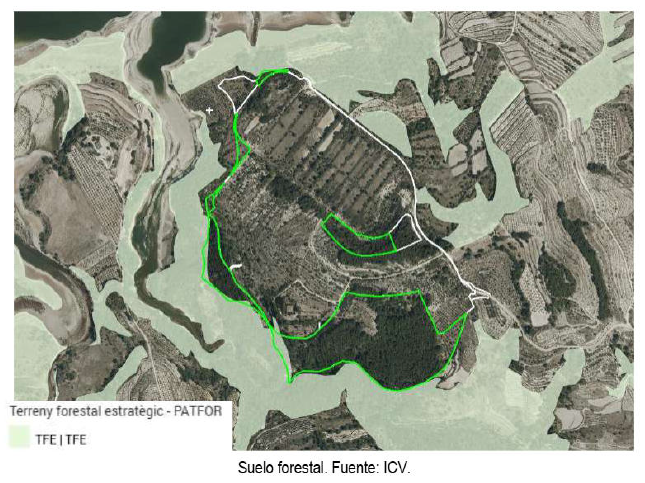 Terreny forestal estratègic - PATFOR
TFE | TFE
Suelo forestal. Fuente: ICV.